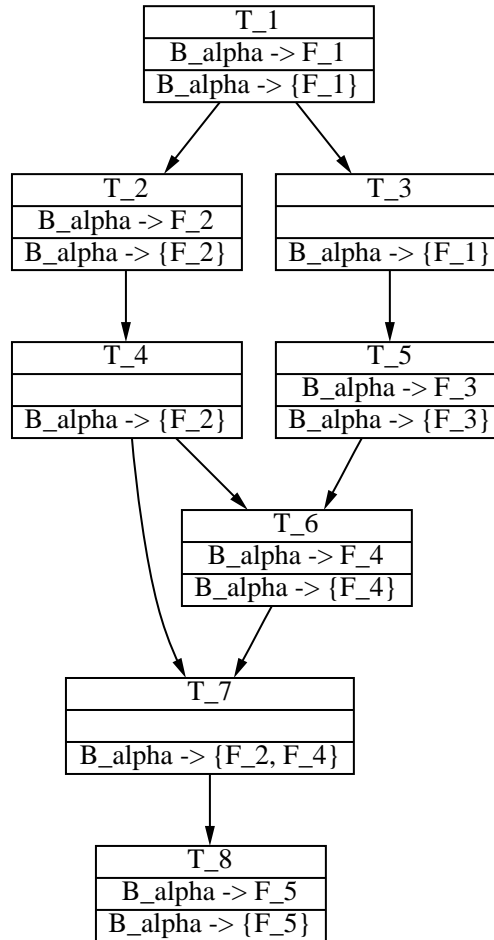 T_1
B_alpha -> F_1
B_alpha -> {F_1}
T_2
B_alpha -> F_2
B_alpha -> {F_2}
T_3
B_alpha -> {F_1}
T_4
B_alpha -> {F_2}
T_5
B_alpha -> F_3
B_alpha -> {F_3}
T_6
B_alpha -> F_4
B_alpha -> {F_4}
T_7
B_alpha -> {F_2, F_4}
T_8
B_alpha -> F_5
B_alpha -> {F_5}